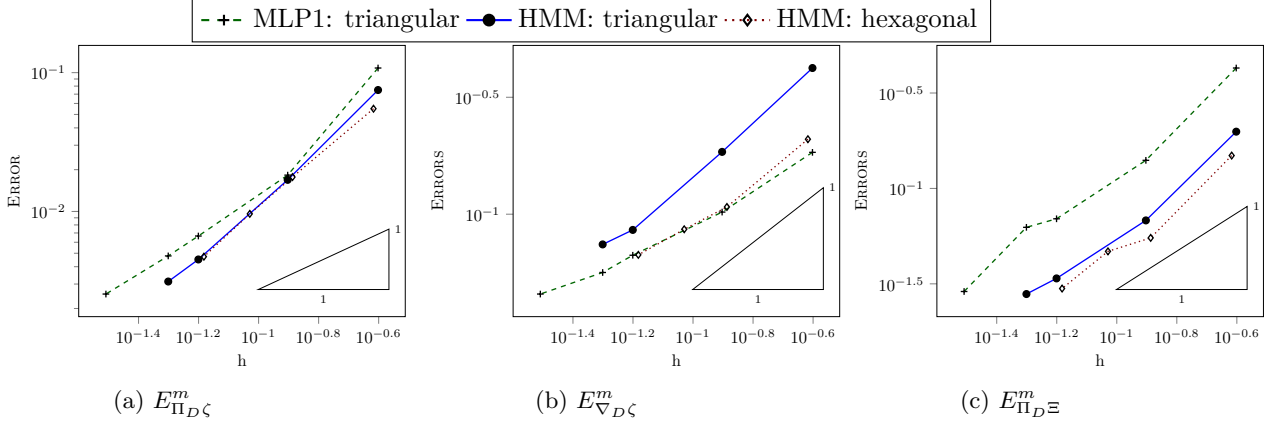 MLP1: triangular HMM: triangular HMM: hexagonal
10^{-1}
10^{-2}
ERROR
1
1
10^{-1.4} 10^{-1.2} 10^{-1} 10^{-0.8} 10^{-0.6}
h
(a) E^m_{Π_D ζ}
10^{-0.5}
10^{-1}
ERRORS
1
1
10^{-1.4} 10^{-1.2} 10^{-1} 10^{-0.8} 10^{-0.6}
h
(b) E^m_{∇_D ζ}
10^{-0.5}
10^{-1}
10^{-1.5}
ERRORS
1
1
10^{-1.4} 10^{-1.2} 10^{-1} 10^{-0.8} 10^{-0.6}
h
(c) E^m_{Π_D Ξ}